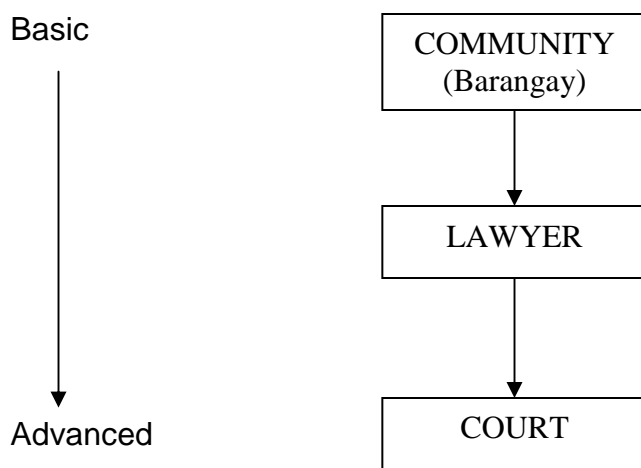 Basic
COMMUNITY
(Barangay)
LAWYER
Advanced
COURT